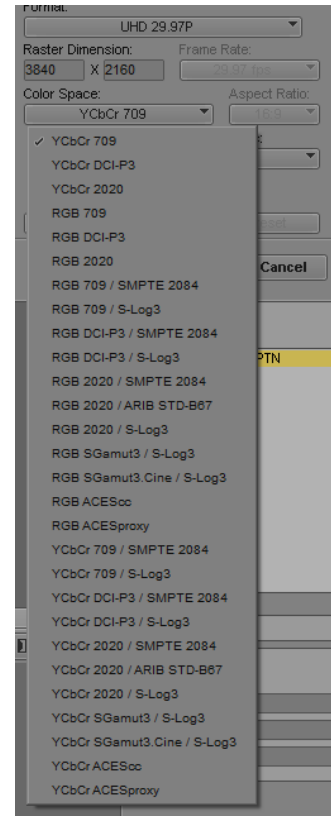 Format:
UHD 29.97P
Raster Dimension: Frame Rate:
3840 X 2160 29.97 fps
Color Space: Aspect Ratio:
YCbCr 709 16:9
YCbCr 709
YCbCr DCI-P3
YCbCr 2020
RGB 709
RGB DCI-P3
RGB 2020
Cancel
RGB 709 / SMPTE 2084
RGB 709 / S-Log3
RGB DCI-P3 / SMPTE 2084
RGB DCI-P3 / S-Log3
PTN
RGB 2020 / SMPTE 2084
RGB 2020 / ARIB STD-B67
RGB 2020 / S-Log3
RGB SGamut3 / S-Log3
RGB SGamut3.Cine / S-Log3
RGB ACEScc
RGB ACESproxy
YCbCr 709 / SMPTE 2084
YCbCr 709 / S-Log3
YCbCr DCI-P3 / SMPTE 2084
YCbCr DCI-P3 / S-Log3
YCbCr 2020 / SMPTE 2084
YCbCr 2020 / ARIB STD-B67
YCbCr 2020 / S-Log3
YCbCr SGamut3 / S-Log3
YCbCr SGamut3.Cine / S-Log3
YCbCr ACEScc
YCbCr ACESproxy